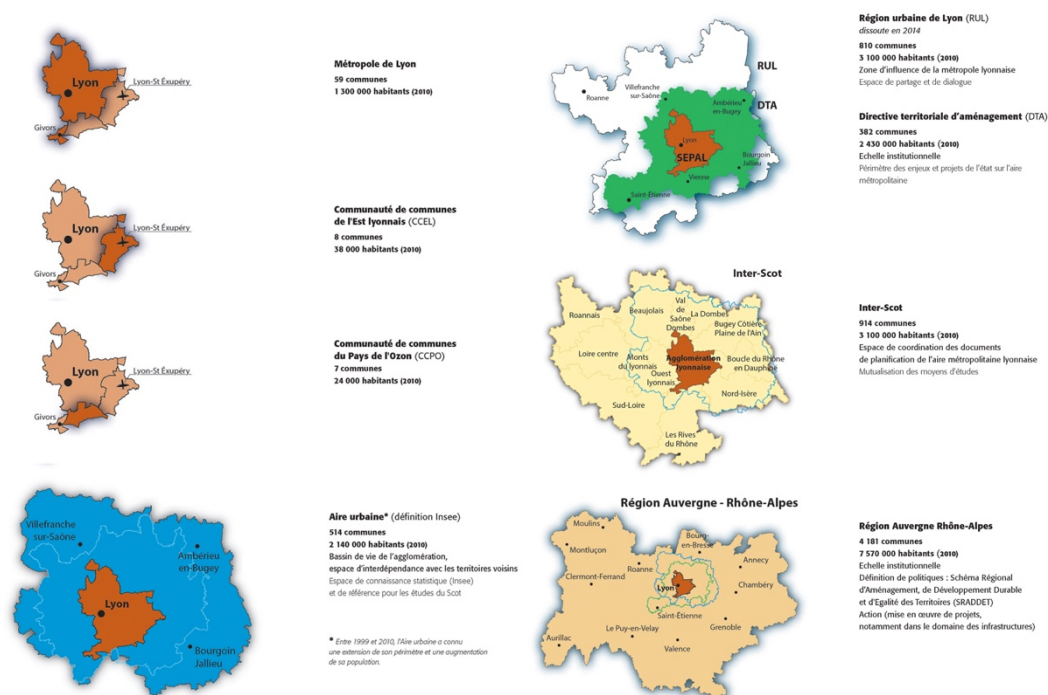 Lyon
Lyon-St Éxupéry
Givors
Métropole de Lyon
59 communes
1 300 000 habitants (2010)
Lyon
Lyon-St Éxupéry
Givors
Communauté de communes
de l'Est lyonnais (CCEL)
8 communes
38 000 habitants (2010)
Lyon
Lyon-St Éxupéry
Givors
Communauté de communes
du Pays de l'Ozon (CCPO)
7 communes
24 000 habitants (2010)
Villefranche
sur-Saône
Ambérieu
en-Bugey
Lyon
Bourgoin
Jallieu
Aire urbaine* (définition Insee)
514 communes
2 140 000 habitants (2010)
Bassin de vie de l'agglomération,
espace d'interdépendance avec les territoires voisins
Espace de connaissance statistique (Insee)
et de référence pour les études du Scot
* Entre 1999 et 2010, l'Aire urbaine a connu
une extension de son périmètre et une augmentation
de sa population.
RUL
Roanne
Villefranche
sur-Saône
Ambérieu
en-Bugey
DTA
Lyon
SEPAL
Bourgoin
Jallieu
Vienne
Saint-Étienne
Région urbaine de Lyon (RUL)
dissoute en 2014
810 communes
3 100 000 habitants (2010)
Zone d'influence de la métropole lyonnaise
Espace de partage et de dialogue
Directive territoriale d'aménagement (DTA)
382 communes
2 430 000 habitants (2010)
Echelle institutionnelle
Périmètre des enjeux et projets de l'état sur l'aire
métropolitaine
Inter-Scot
Roannais
Beaujolais
Val
de
Saône
Dombes
La Dombes
Bugey Côtière
Plaine de l'Ain
Loire centre
Monts
du lyonnais
Agglomération
lyonnaise
Boucle du Rhône
en Dauphiné
Ouest
lyonnais
Nord-Isère
Sud-Loire
Les Rives
du Rhône
Inter-Scot
914 communes
3 100 000 habitants (2010)
Espace de coordination des documents
de planification de l'aire métropolitaine lyonnaise
Mutualisation des moyens d'études
Région Auvergne - Rhône-Alpes
Moulins
Bourg-
en-Bresse
Montluçon
Annecy
Roanne
Clermont-Ferrand
Lyon
Chambéry
Saint-Étienne
Grenoble
Le Puy-en-Velay
Aurillac
Valence
Région Auvergne Rhône-Alpes
4 181 communes
7 570 000 habitants (2010)
Echelle institutionnelle
Définition de politiques : Schéma Régional
d'Aménagement, de Développement Durable
et d'Egalité des Territoires (SRADDET)
Action (mise en œuvre de projets,
notamment dans le domaine des infrastructures)